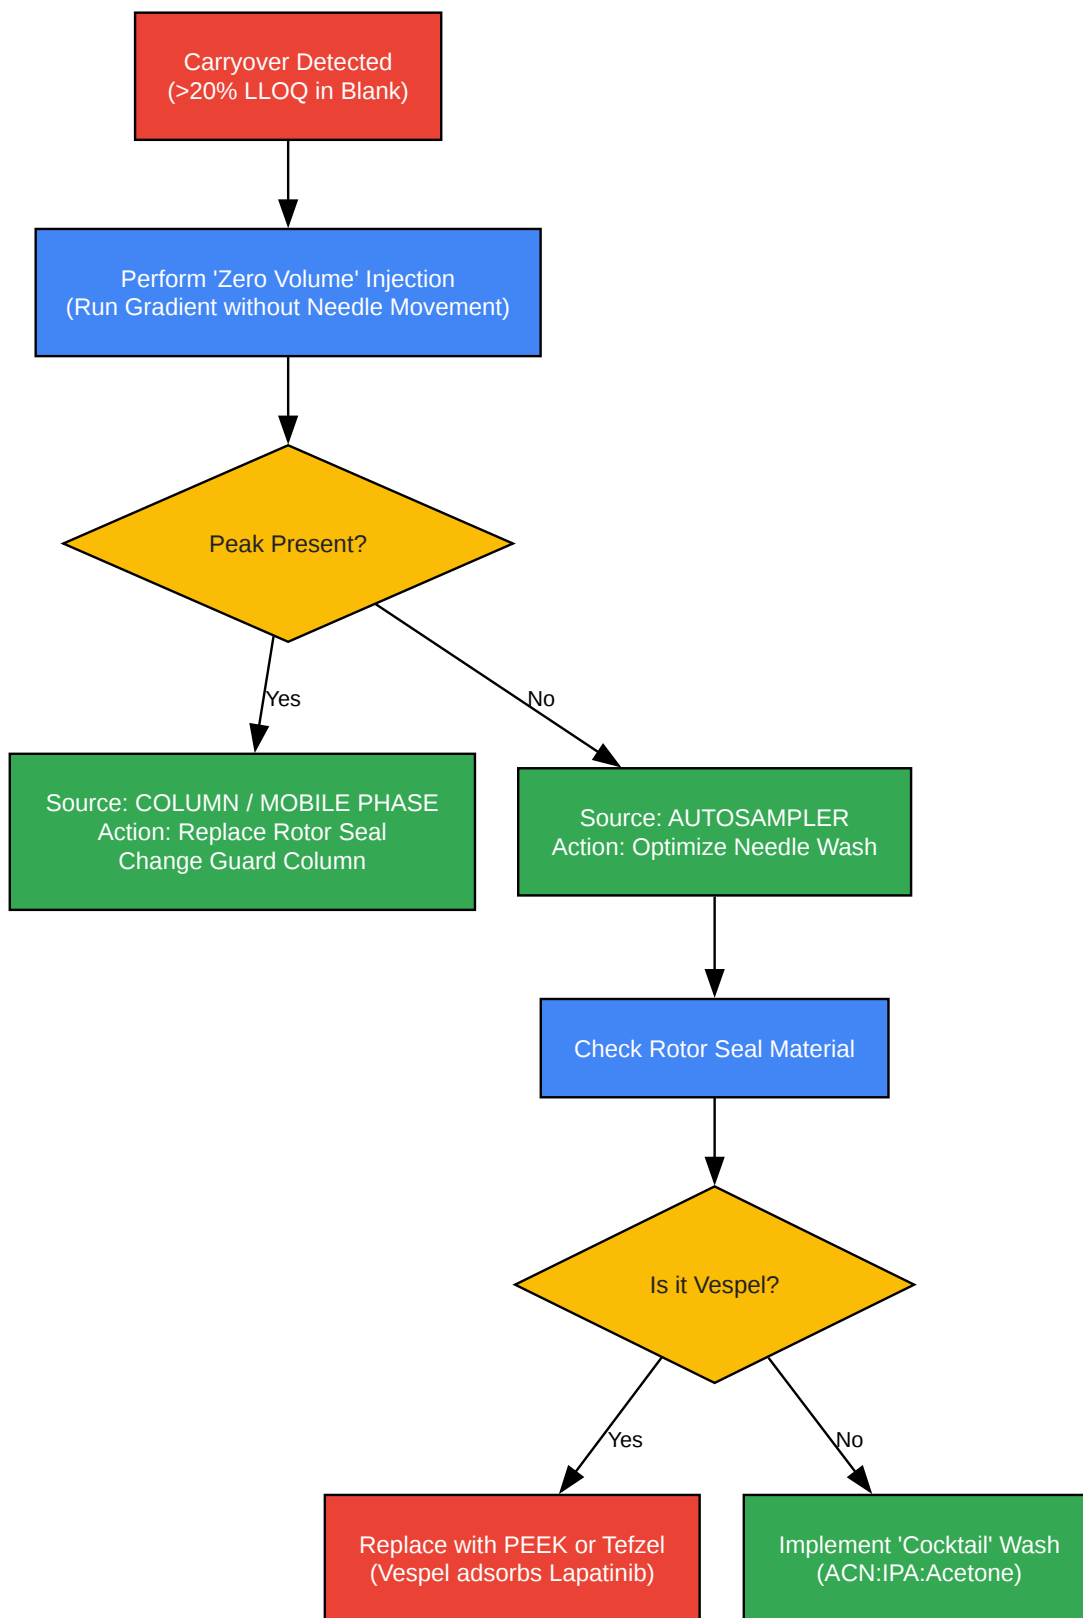 Carryover Detected
(>20% LLOQ in Blank)
Perform 'Zero Volume' Injection
(Run Gradient without Needle Movement)
Peak Present?
Yes
No
Source: COLUMN / MOBILE PHASE
Action: Replace Rotor Seal
Change Guard Column
Source: AUTOSAMPLER
Action: Optimize Needle Wash
Check Rotor Seal Material
Is it Vespel?
Yes
No
Replace with PEEK or Tefzel
(Vespel adsorbs Lapatinib)
Implement 'Cocktail' Wash
(ACN:IPA:Acetone)